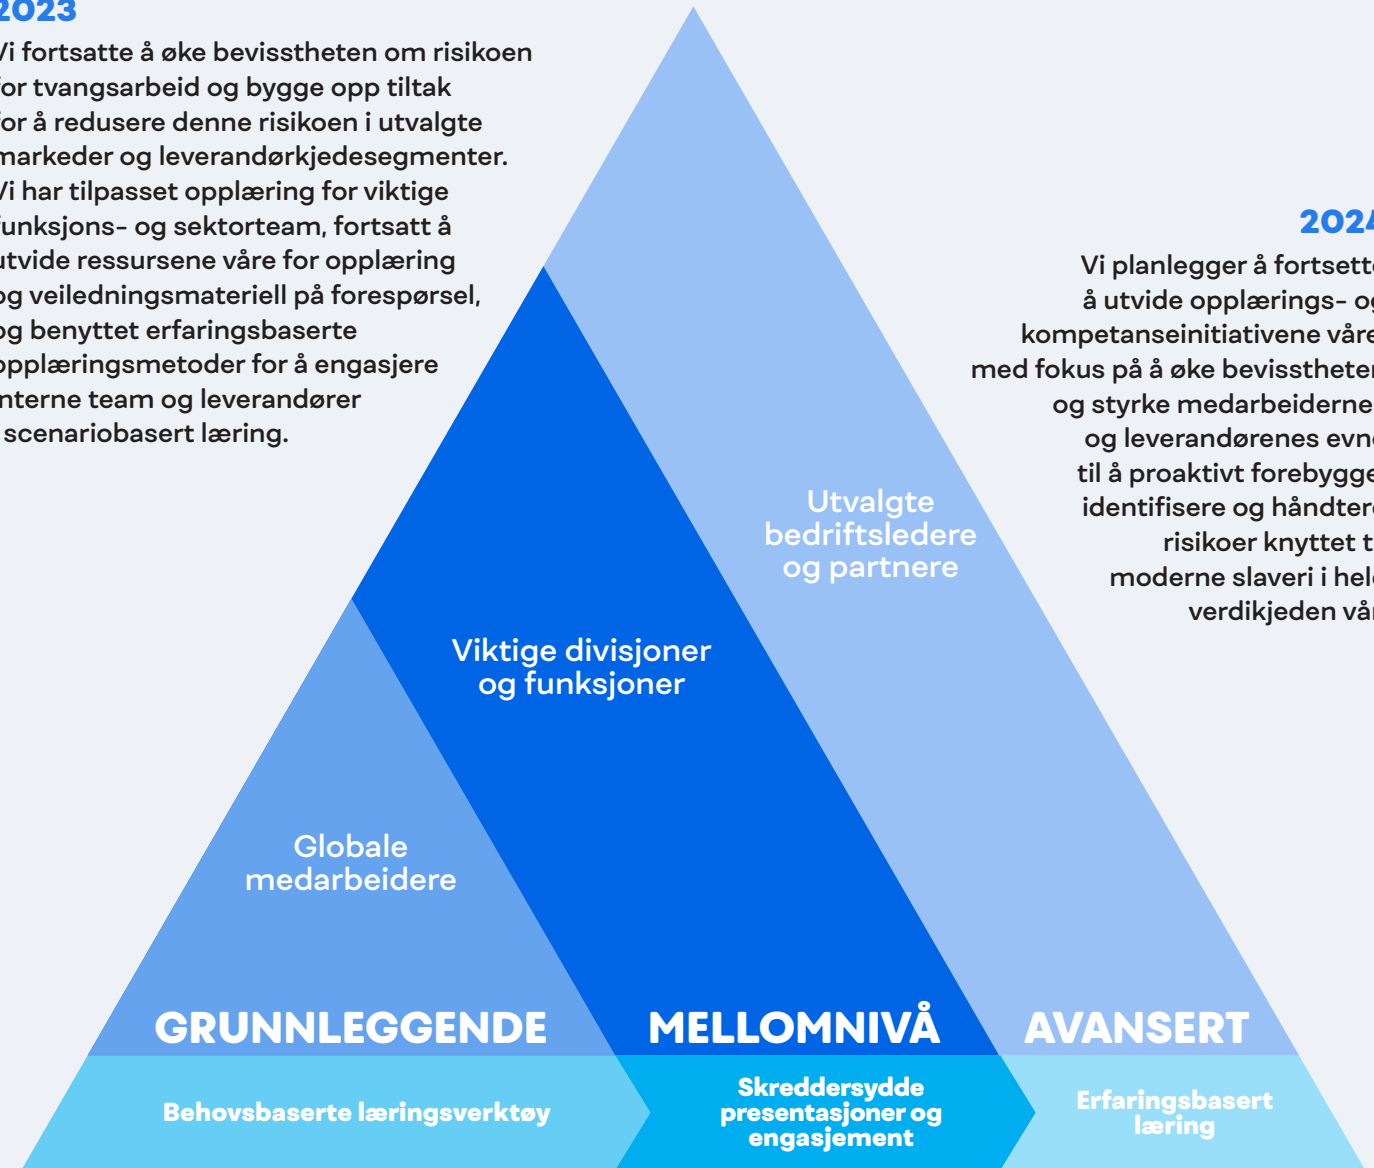 2023
Vi fortsatte å øke bevisstheten om risikoen
for tvangsarbeid og bygge opp tiltak
for å redusere denne risikoen i utvalgte
markeder og leverandørkjedesegmenter.
Vi har tilpasset opplæring for viktige
funksjons- og sektorteam, fortsatt å
utvide ressursene våre for opplæring
og veiledningsmateriell på forespørsel,
og benyttet erfaringsbaserte
opplæringsmetoder for å engasjere
interne team og leverandører
scenariobasert læring.
2024
Vi planlegger å fortsette
å utvide opplærings- og
kompetanseinitiativene våre
med fokus på å øke bevisstheten
og styrke medarbeidernes
og leverandørenes evne
til å proaktivt forebygge
identifisere og håndtere
risikoer knyttet til
moderne slaveri i hele
verdikjeden vår
Utvalgte
bedriftsledere
og partnere
Viktige divisjoner
og funksjoner
Globale
medarbeidere
GRUNNLEGGENDE
MELLOMNIVÅ
AVANSERT
Behovsbaserte læringsverktøy
Skreddersydde
presentasjoner og
engasjement
Erfaringsbasert
læring